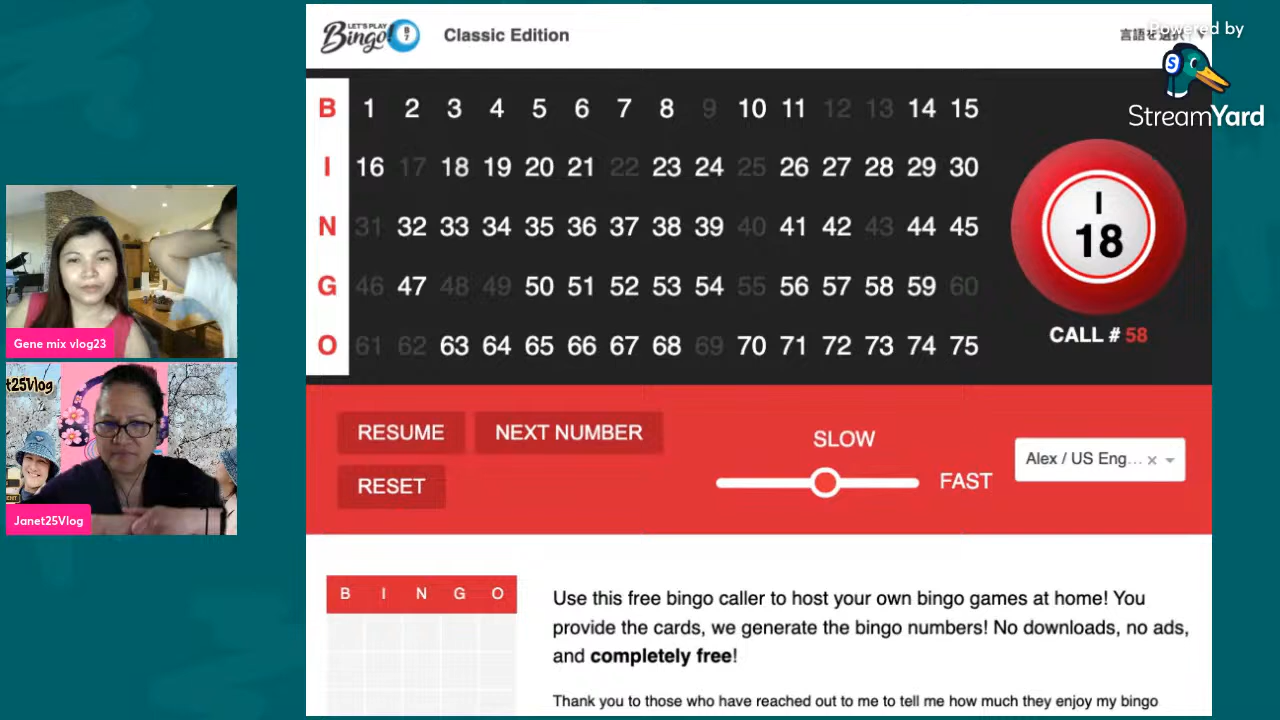 LET'S PLAY
Bingo!
B
7
Classic Edition
言語を選択
Powered by
S
StreamYard
B 1 2 3 4 5 6 7 8 9 10 11 12 13 14 15
I 16 17 18 19 20 21 22 23 24 25 26 27 28 29 30
N 31 32 33 34 35 36 37 38 39 40 41 42 43 44 45
G 46 47 48 49 50 51 52 53 54 55 56 57 58 59 60
O 61 62 63 64 65 66 67 68 69 70 71 72 73 74 75
I
18
CALL # 58
Gene mix vlog23
t25Vlog
Janet25Vlog
RESUME
NEXT NUMBER
RESET
SLOW
FAST
Alex / US Eng...
B I N G O
Use this free bingo caller to host your own bingo games at home! You
provide the cards, we generate the bingo numbers! No downloads, no ads,
and completely free!
Thank you to those who have reached out to me to tell me how much they enjoy my bingo